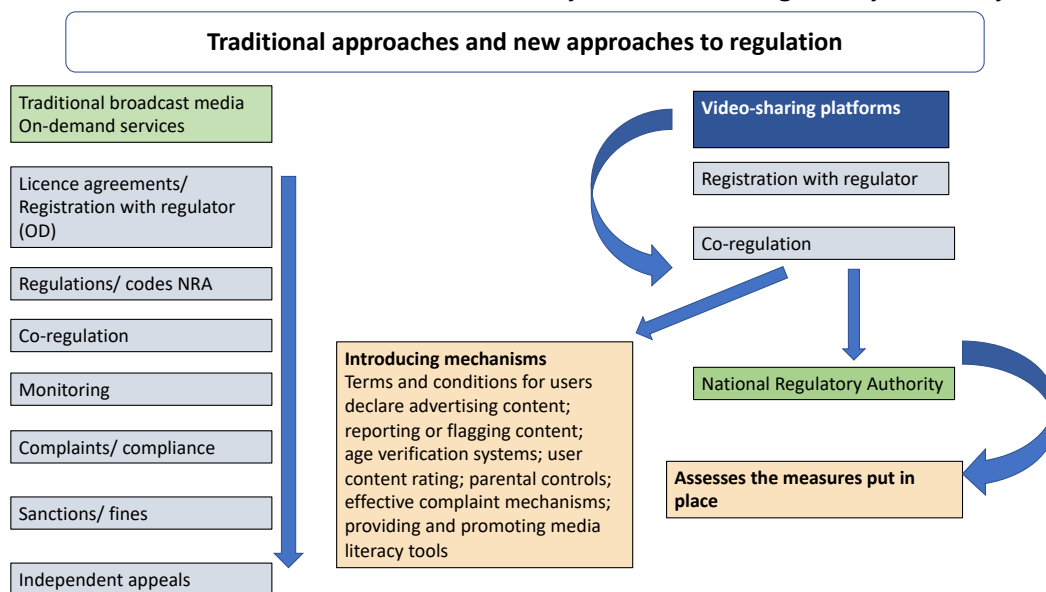 Traditional approaches and new approaches to regulation
Traditional broadcast media
On-demand services
Licence agreements/
Registration with regulator
(OD)
Regulations/ codes NRA
Co-regulation
Monitoring
Complaints/ compliance
Sanctions/ fines
Independent appeals
Video-sharing platforms
Registration with regulator
Co-regulation
Introducing mechanisms
Terms and conditions for users
declare advertising content;
reporting or flagging content;
age verification systems; user
content rating; parental controls;
effective complaint mechanisms;
providing and promoting media
literacy tools
National Regulatory Authority
Assesses the measures put in
place